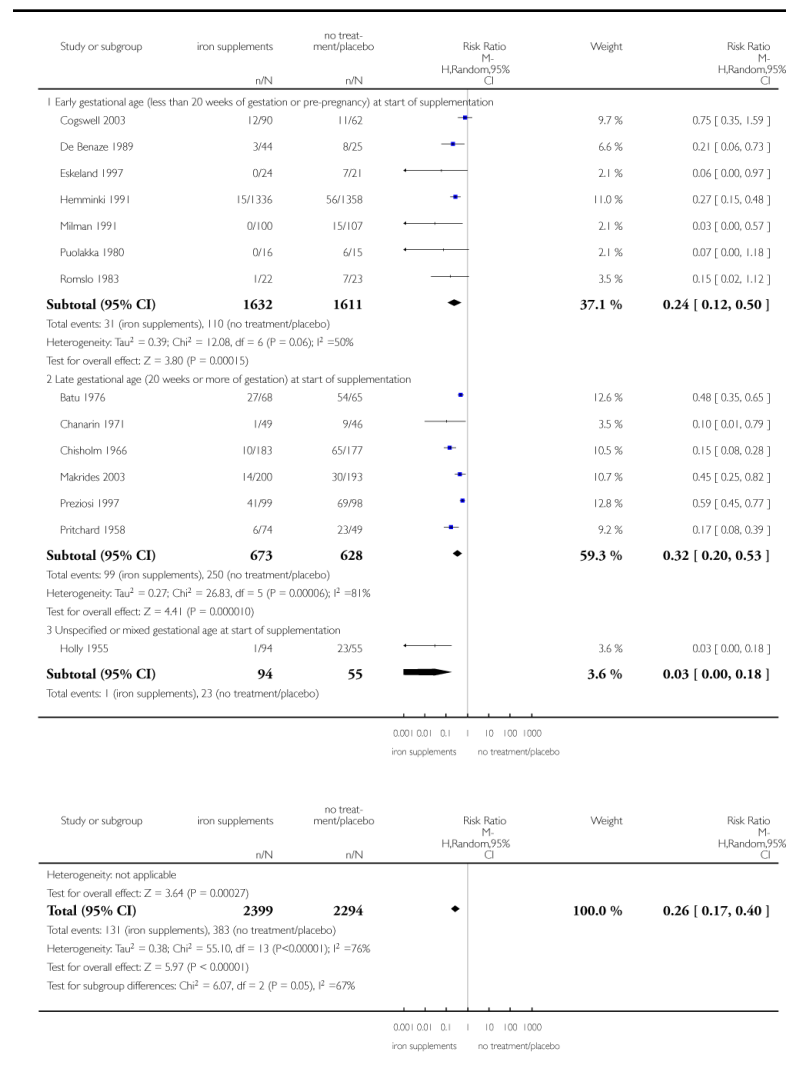 Study or subgroup iron supplements no treat-ment/placebo Risk Ratio Weight Risk Ratio
n/N n/N M-H,Random,95% CI M-H,Random,95% CI
1 Early gestational age (less than 20 weeks of gestation or pre-pregnancy) at start of supplementation
Cogswell 2003 12/90 11/62 9.7 % 0.75 [ 0.35, 1.59 ]
De Benaze 1989 3/44 8/25 6.6 % 0.21 [ 0.06, 0.73 ]
Eskeland 1997 0/24 7/21 2.1 % 0.06 [ 0.00, 0.97 ]
Hemminki 1991 15/1336 56/1358 11.0 % 0.27 [ 0.15, 0.48 ]
Milman 1991 0/100 15/107 2.1 % 0.03 [ 0.00, 0.57 ]
Puolakka 1980 0/16 6/15 2.1 % 0.07 [ 0.00, 1.18 ]
Romslo 1983 1/22 7/23 3.5 % 0.15 [ 0.02, 1.12 ]
Subtotal (95% CI) 1632 1611 37.1 % 0.24 [ 0.12, 0.50 ]
Total events: 31 (iron supplements), 110 (no treatment/placebo)
Heterogeneity: Tau² = 0.39; Chi² = 12.08, df = 6 (P = 0.06); I² =50%
Test for overall effect: Z = 3.80 (P = 0.00015)
2 Late gestational age (20 weeks or more of gestation) at start of supplementation
Batu 1976 27/68 54/65 12.6 % 0.48 [ 0.35, 0.65 ]
Chanarin 1971 1/49 9/46 3.5 % 0.10 [ 0.01, 0.79 ]
Chisholm 1966 10/183 65/177 10.5 % 0.15 [ 0.08, 0.28 ]
Makrides 2003 14/200 30/193 10.7 % 0.45 [ 0.25, 0.82 ]
Preziosi 1997 41/99 69/98 12.8 % 0.59 [ 0.45, 0.77 ]
Pritchard 1958 6/74 23/49 9.2 % 0.17 [ 0.08, 0.39 ]
Subtotal (95% CI) 673 628 59.3 % 0.32 [ 0.20, 0.53 ]
Total events: 99 (iron supplements), 250 (no treatment/placebo)
Heterogeneity: Tau² = 0.27; Chi² = 26.83, df = 5 (P = 0.00006); I² =81%
Test for overall effect: Z = 4.41 (P = 0.000010)
3 Unspecified or mixed gestational age at start of supplementation
Holly 1955 1/94 23/55 3.6 % 0.03 [ 0.00, 0.18 ]
Subtotal (95% CI) 94 55 3.6 % 0.03 [ 0.00, 0.18 ]
Total events: 1 (iron supplements), 23 (no treatment/placebo)
0.001 0.01 0.1 1 10 100 1000
iron supplements no treatment/placebo
Study or subgroup iron supplements no treat-ment/placebo Risk Ratio Weight Risk Ratio
n/N n/N M-H,Random,95% CI M-H,Random,95% CI
Heterogeneity: not applicable
Test for overall effect: Z = 3.64 (P = 0.00027)
Total (95% CI) 2399 2294 100.0 % 0.26 [ 0.17, 0.40 ]
Total events: 131 (iron supplements), 383 (no treatment/placebo)
Heterogeneity: Tau² = 0.38; Chi² = 55.10, df = 13 (P<0.00001); I² =76%
Test for overall effect: Z = 5.97 (P < 0.00001)
Test for subgroup differences: Chi² = 6.07, df = 2 (P = 0.05), I² =67%
0.001 0.01 0.1 1 10 100 1000
iron supplements no treatment/placebo